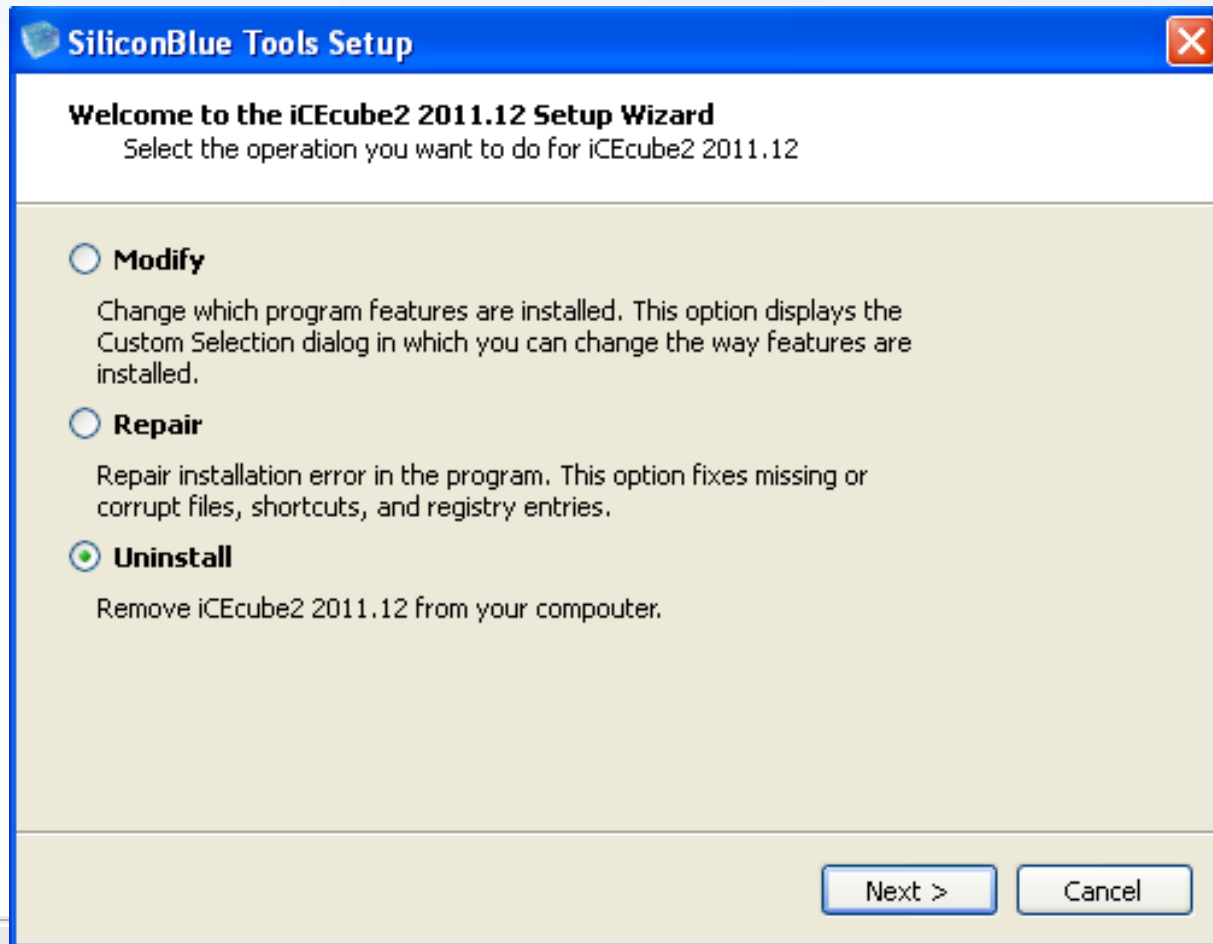 SiliconBlue Tools Setup
Welcome to the iCEcube2 2011.12 Setup Wizard
Select the operation you want to do for iCEcube2 2011.12
Modify
Change which program features are installed. This option displays the
Custom Selection dialog in which you can change the way features are
installed.
Repair
Repair installation error in the program. This option fixes missing or
corrupt files, shortcuts, and registry entries.
Uninstall
Remove iCEcube2 2011.12 from your compouter.
Next >
Cancel